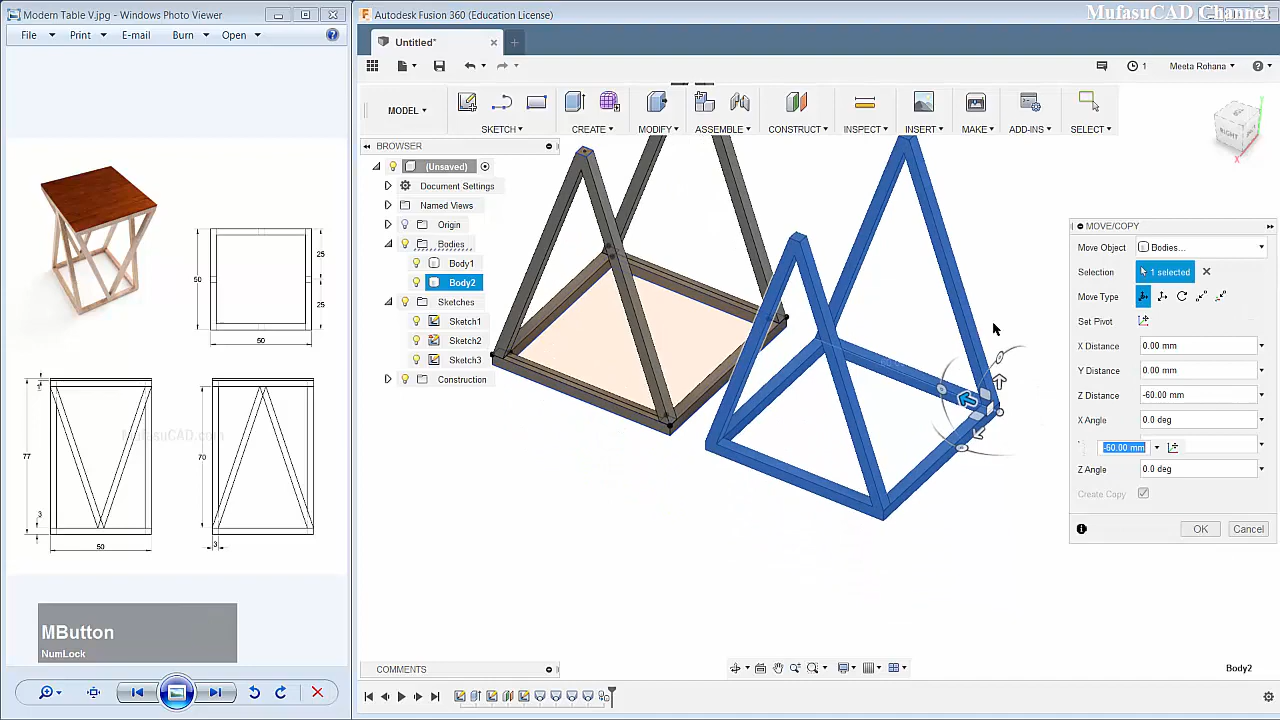 Modern Table V.jpg - Windows Photo Viewer
File Print E-mail Burn Open
50
25
25
50
77
3
50
70
3
MufasuCAD.com
MButton
NumLock
Autodesk Fusion 360 (Education License)
MufasuCAD Channel
Untitled*
1 Meeta Rohana
MODEL
SKETCH CREATE MODIFY ASSEMBLE CONSTRUCT INSPECT INSERT MAKE ADD-INS SELECT
BROWSER
(Unsaved)
Document Settings
Named Views
Origin
Bodies
Body1
Body2
Sketches
Sketch1
Sketch2
Sketch3
Construction
RIGHT
MOVE/COPY
Move Object Bodies...
Selection 1 selected
Move Type
Set Pivot
X Distance 0.00 mm
Y Distance 0.00 mm
Z Distance -60.00 mm
X Angle 0.0 deg
-60.00 mm
Z Angle 0.0 deg
Create Copy
OK Cancel
COMMENTS
Body2